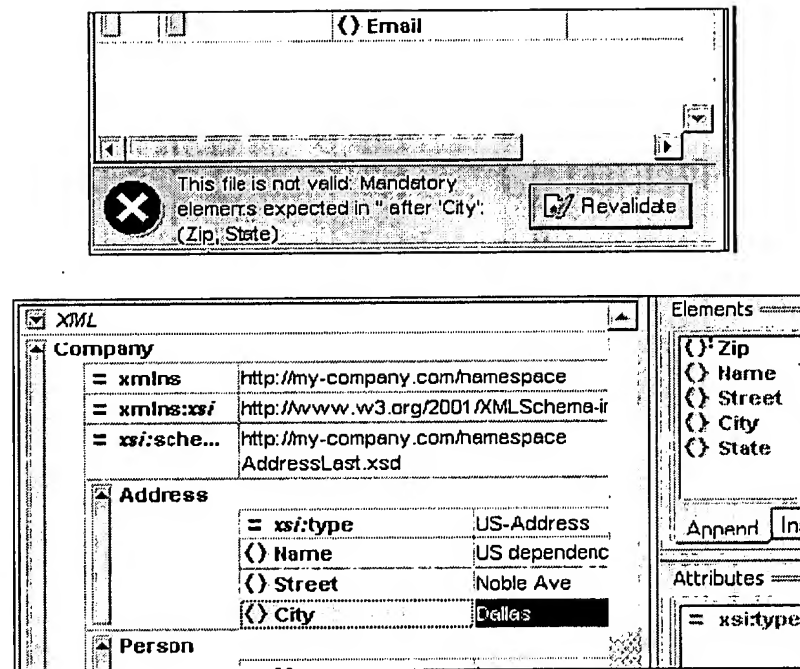 () Email
This file is not valid: Mandatory
elements expected in '' after 'City':
(Zip, State)
Revalidate
XML
Company
= xmlns http://my-company.com/namespace
= xmlns:xsi http://www.w3.org/2001/XMLSchema-in
= xsi:sche... http://my-company.com/namespace
AddressLast.xsd
Address
= xsi:type US-Address
() Name US dependenc
() Street Noble Ave
() City Dallas
Person
Elements
()! Zip
() Name
() Street
() City
() State
Append In
Attributes
= xsi:type